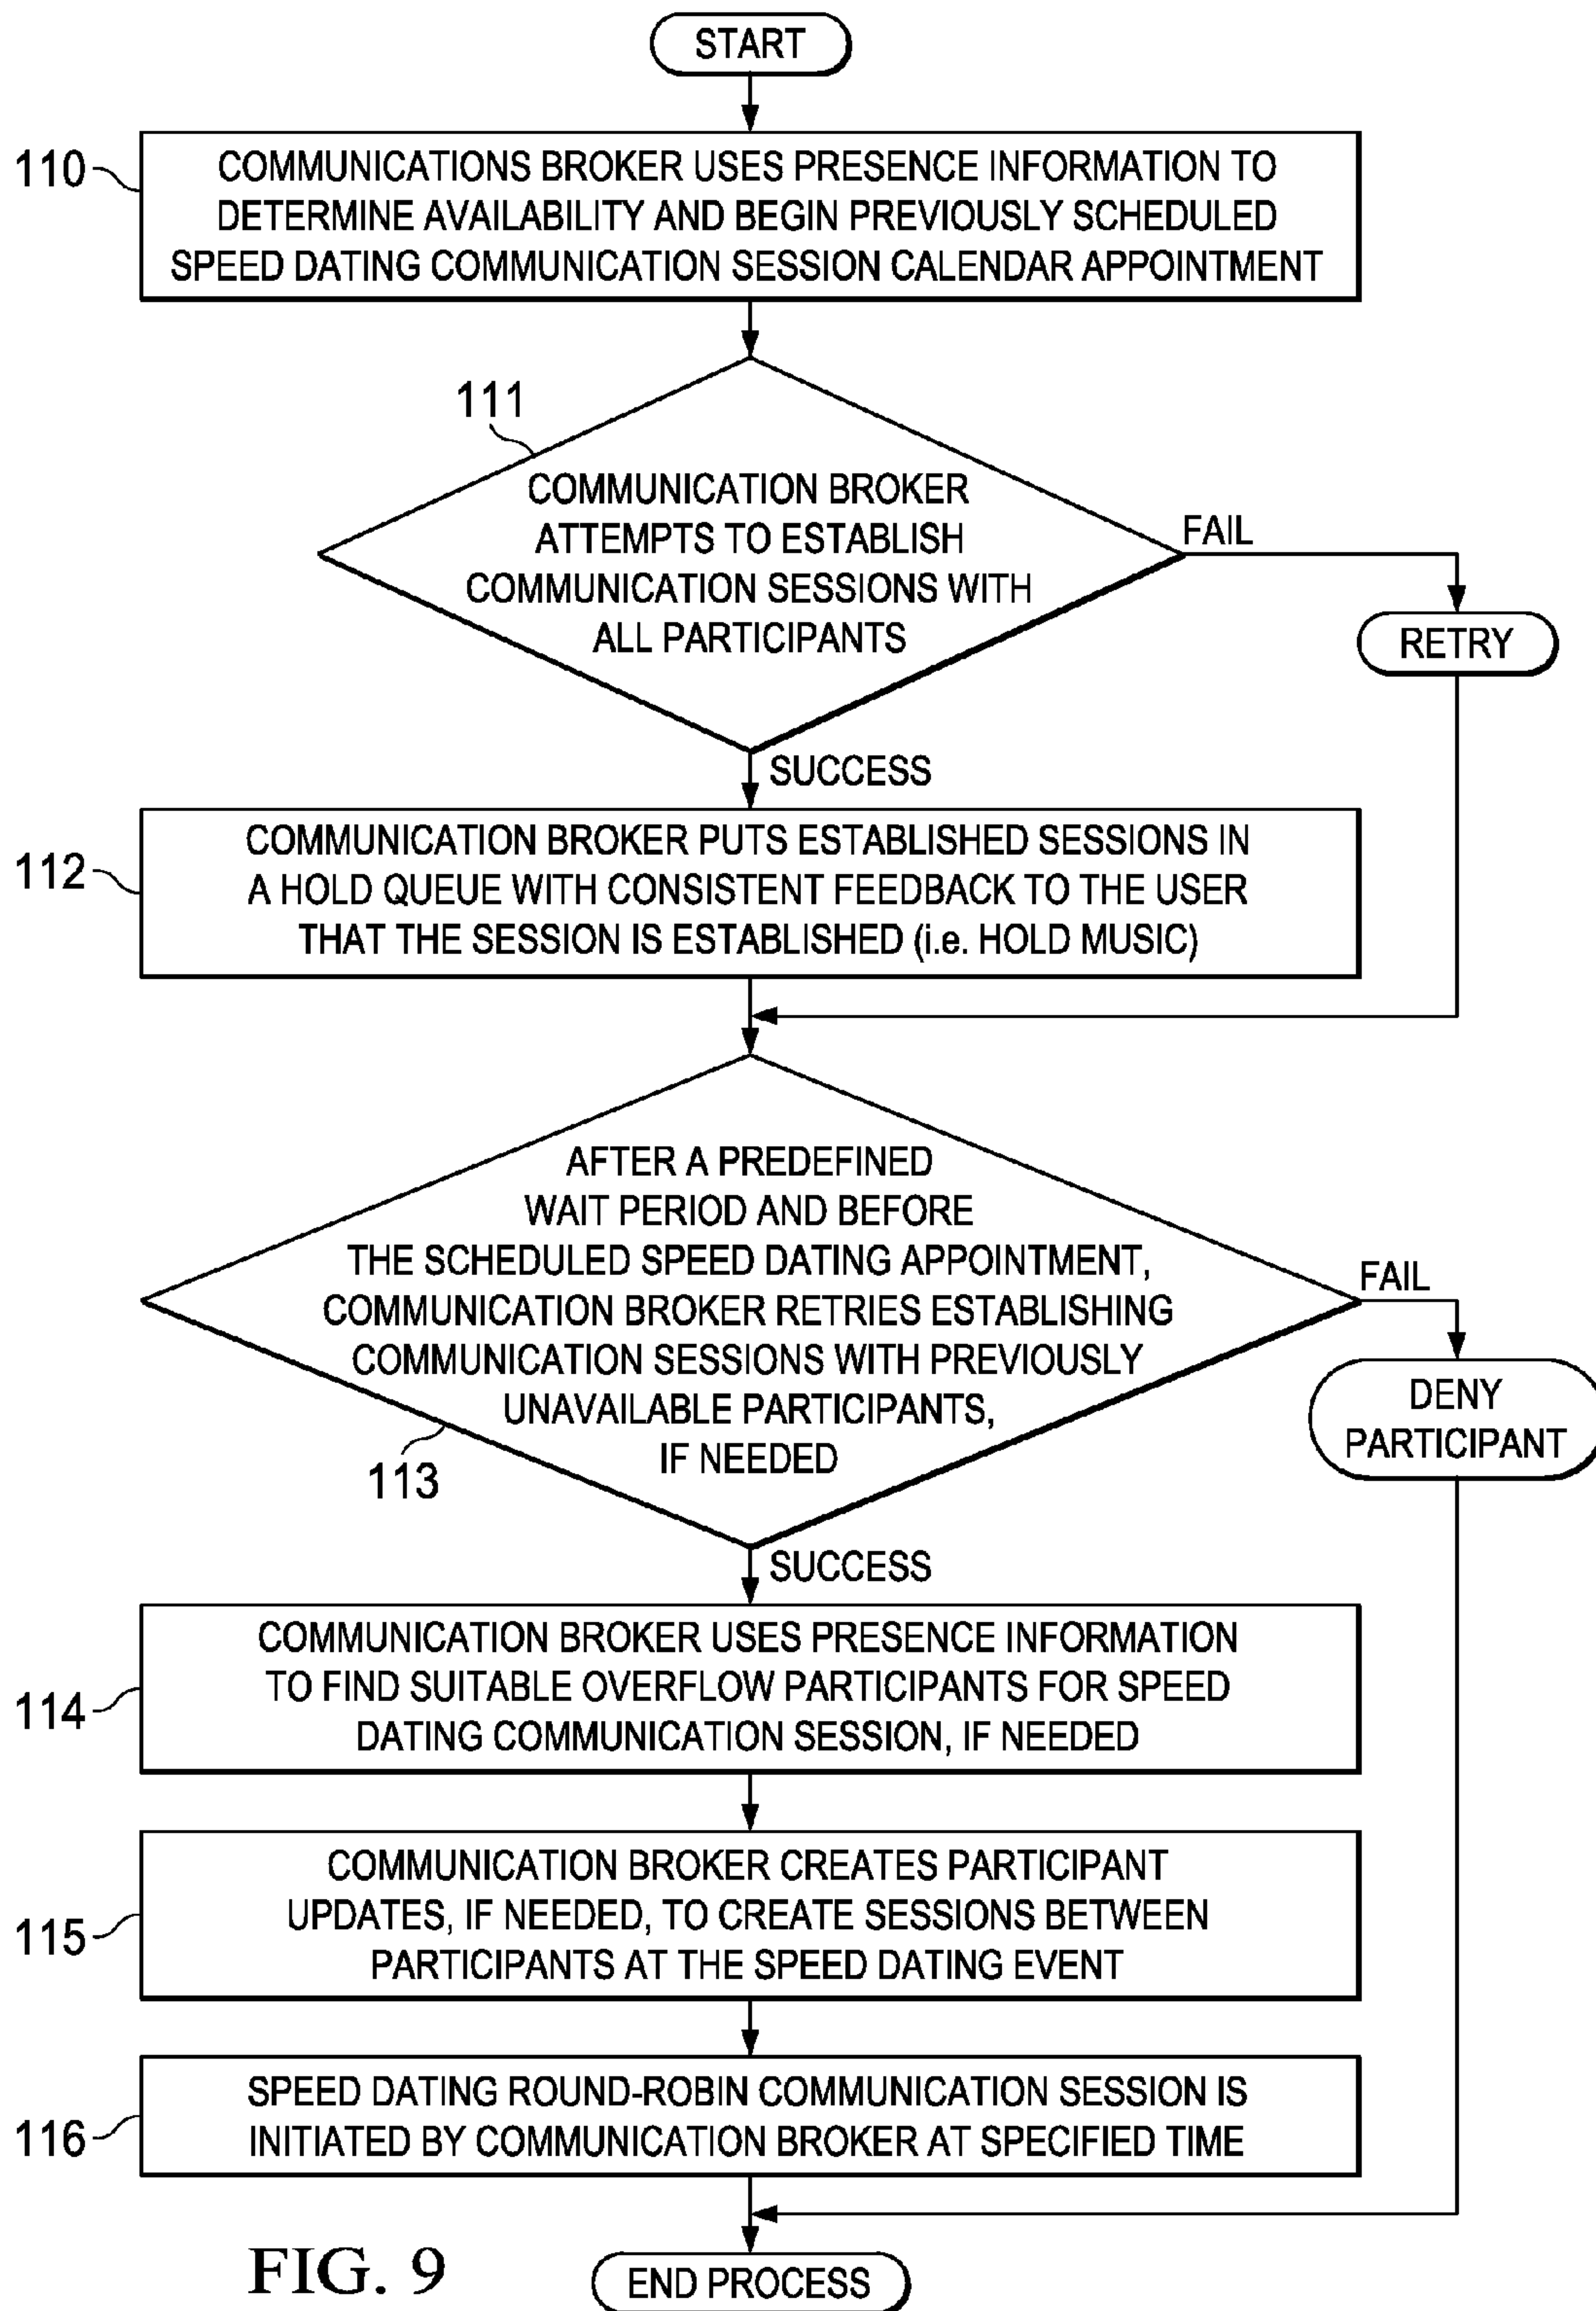 START
110
COMMUNICATIONS BROKER USES PRESENCE INFORMATION TO
DETERMINE AVAILABILITY AND BEGIN PREVIOUSLY SCHEDULED
SPEED DATING COMMUNICATION SESSION CALENDAR APPOINTMENT
111
COMMUNICATION BROKER
ATTEMPTS TO ESTABLISH
COMMUNICATION SESSIONS WITH
ALL PARTICIPANTS
FAIL
RETRY
SUCCESS
112
COMMUNICATION BROKER PUTS ESTABLISHED SESSIONS IN
A HOLD QUEUE WITH CONSISTENT FEEDBACK TO THE USER
THAT THE SESSION IS ESTABLISHED (i.e. HOLD MUSIC)
AFTER A PREDEFINED
WAIT PERIOD AND BEFORE
THE SCHEDULED SPEED DATING APPOINTMENT,
COMMUNICATION BROKER RETRIES ESTABLISHING
COMMUNICATION SESSIONS WITH PREVIOUSLY
UNAVAILABLE PARTICIPANTS,
IF NEEDED
113
FAIL
DENY
PARTICIPANT
SUCCESS
114
COMMUNICATION BROKER USES PRESENCE INFORMATION
TO FIND SUITABLE OVERFLOW PARTICIPANTS FOR SPEED
DATING COMMUNICATION SESSION, IF NEEDED
115
COMMUNICATION BROKER CREATES PARTICIPANT
UPDATES, IF NEEDED, TO CREATE SESSIONS BETWEEN
PARTICIPANTS AT THE SPEED DATING EVENT
116
SPEED DATING ROUND-ROBIN COMMUNICATION SESSION IS
INITIATED BY COMMUNICATION BROKER AT SPECIFIED TIME
FIG. 9
END PROCESS